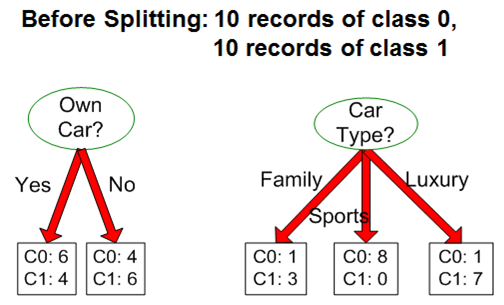 Before Splitting: 10 records of class 0,
10 records of class 1
Own
Car?
Yes
No
C0: 6
C1: 4
C0: 4
C1: 6
Car
Type?
Family
Sports
Luxury
C0: 1
C1: 3
C0: 8
C1: 0
C0: 1
C1: 7